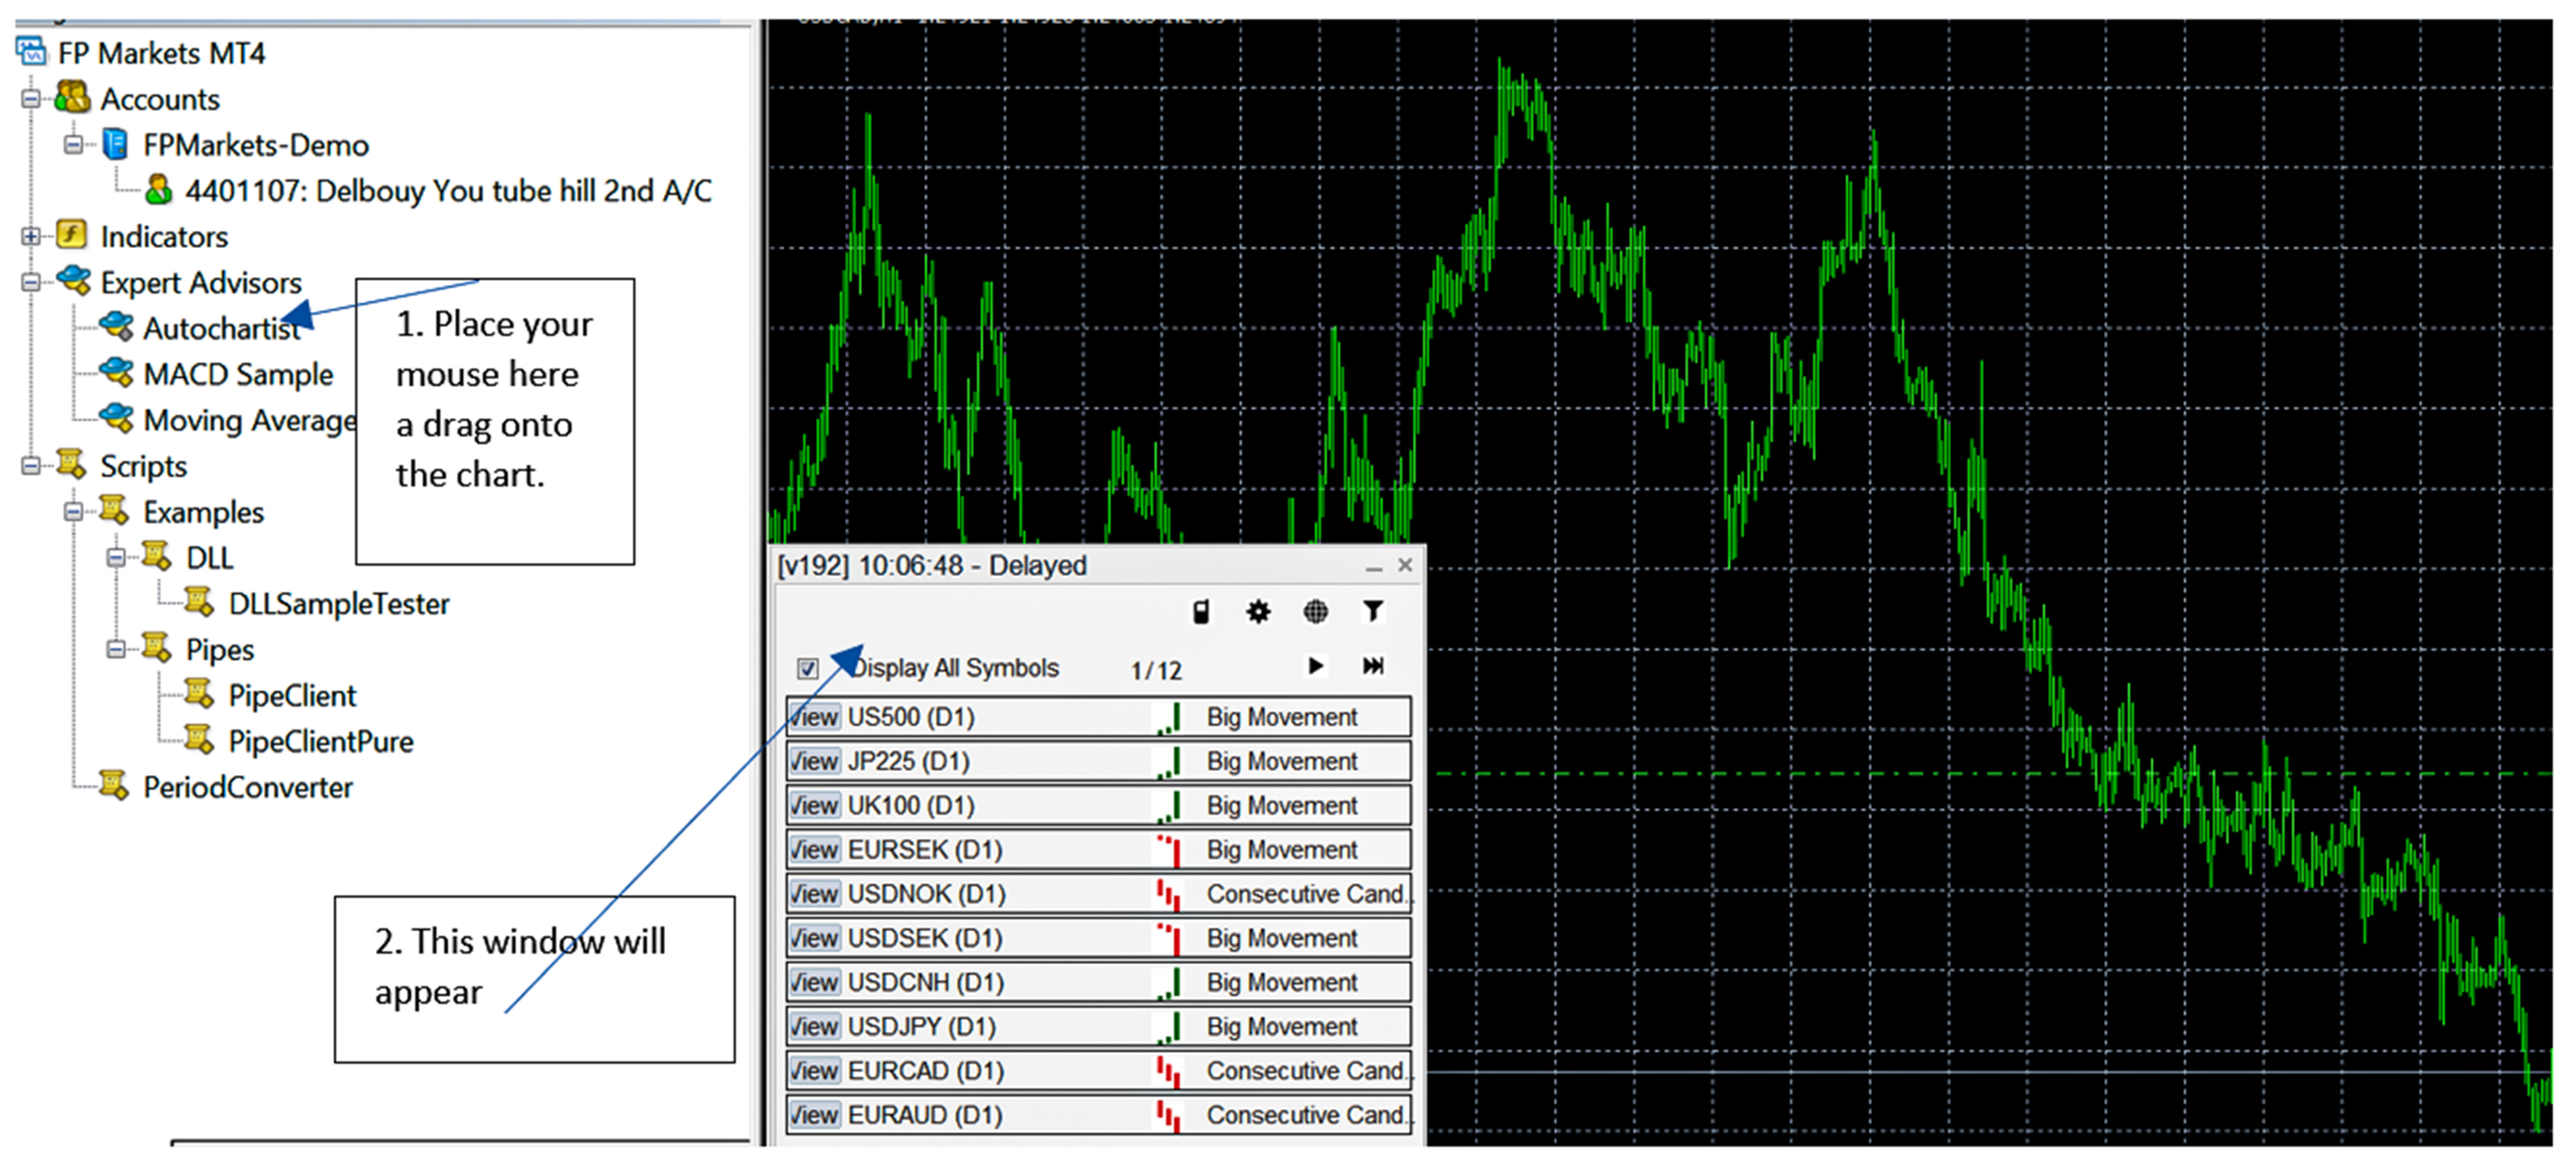 FP Markets MT4
Accounts
FPMarkets-Demo
4401107: Delbouy You tube hill 2nd A/C
Indicators
Expert Advisors
Autochartist
MACD Sample
Moving Average
Scripts
Examples
DLL
DLLSampleTester
Pipes
PipeClient
PipeClientPure
PeriodConverter
1. Place your
mouse here
a drag onto
the chart.
2. This window will
appear
[v192] 10:06:48 - Delayed
Display All Symbols 1/12
View US500 (D1) Big Movement
View JP225 (D1) Big Movement
View UK100 (D1) Big Movement
View EURSEK (D1) Big Movement
View USDNOK (D1) Consecutive Cand..
View USDSEK (D1) Big Movement
View USDCNH (D1) Big Movement
View USDJPY (D1) Big Movement
View EURCAD (D1) Consecutive Cand..
View EURAUD (D1) Consecutive Cand..